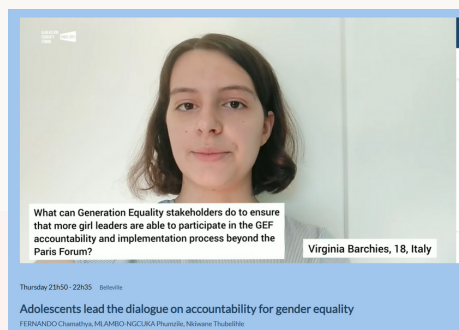 What can Generation Equality stakeholders do to ensure
that more girl leaders are able to participate in the GEF
accountability and implementation process beyond the
Paris Forum?
Virginia Barchies, 18, Italy
Thursday 21h50 - 22h35 Belleville
Adolescents lead the dialogue on accountability for gender equality
FERNANDO Chamathya, MLAMBO-NGCUKA Phumzile, Nkiwane Thubelihle